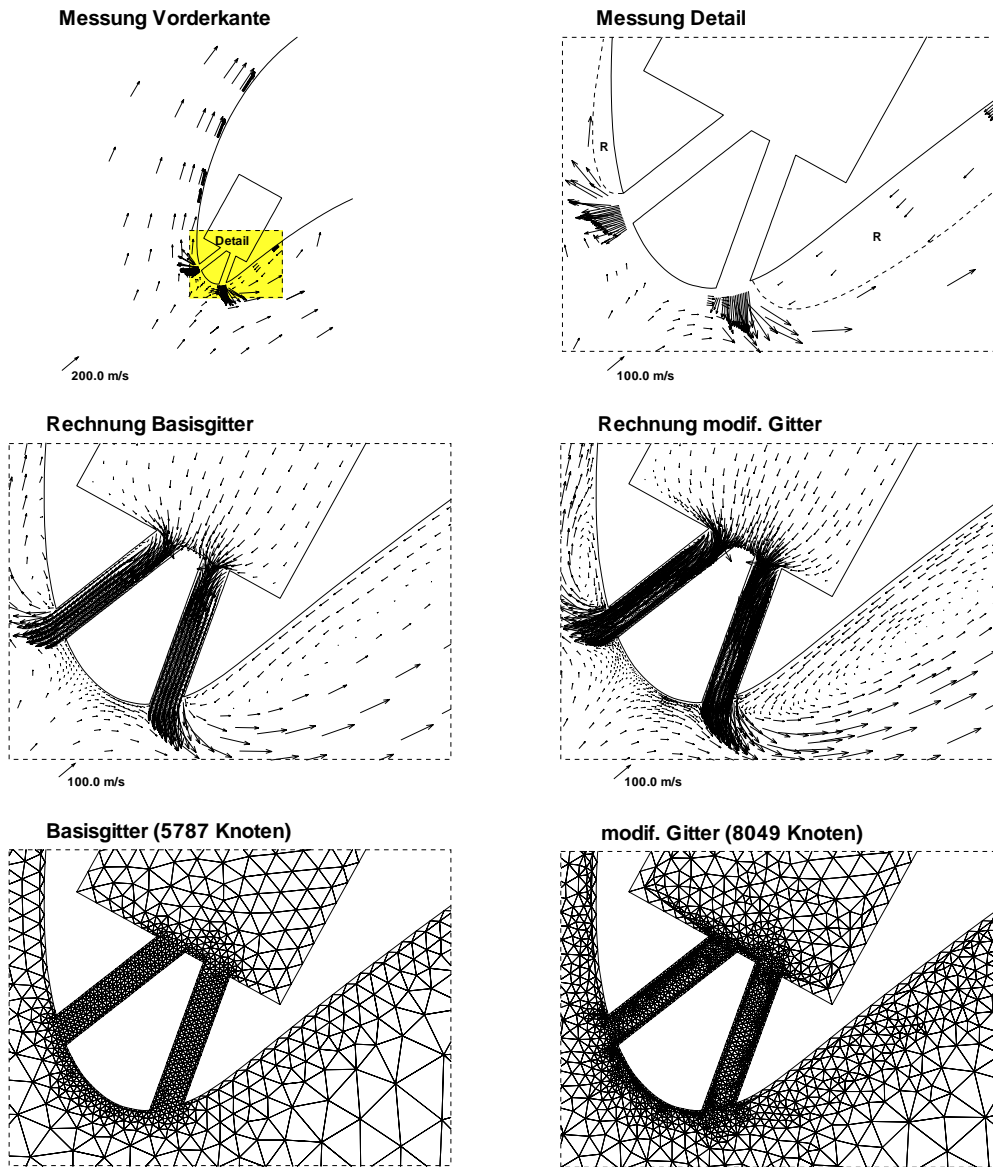 Messung Vorderkante
Messung Detail
Detail
200.0 m/s
R
R
100.0 m/s
Rechnung Basisgitter
Rechnung modif. Gitter
100.0 m/s
100.0 m/s
Basisgitter (5787 Knoten)
modif. Gitter (8049 Knoten)